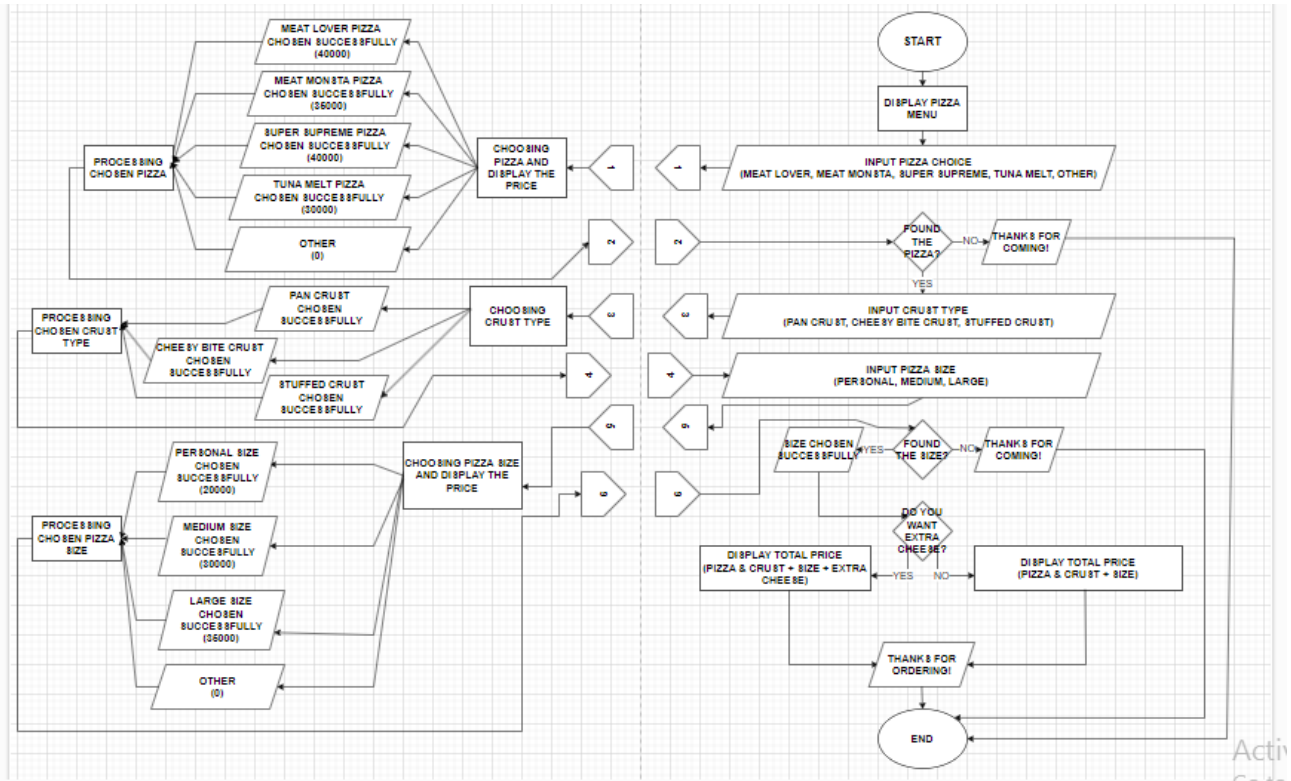 START
DISPLAY PIZZA
MENU
INPUT PIZZA CHOICE
(MEAT LOVER, MEAT MONSTA, SUPER SUPREME, TUNA MELT, OTHER)
1
1
CHOOSING
PIZZA AND
DISPLAY THE
PRICE
MEAT LOVER PIZZA
CHOSEN SUCCESSFULLY
(40000)
MEAT MONSTA PIZZA
CHOSEN SUCCESSFULLY
(35000)
SUPER SUPREME PIZZA
CHOSEN SUCCESSFULLY
(40000)
TUNA MELT PIZZA
CHOSEN SUCCESSFULLY
(30000)
OTHER
(0)
PROCESSING
CHOSEN PIZZA
2
2
FOUND
THE
PIZZA?
NO
THANKS FOR
COMING!
YES
INPUT CRUST TYPE
(PAN CRUST, CHEESY BITE CRUST, STUFFED CRUST)
3
3
CHOOSING
CRUST TYPE
PAN CRUST
CHOSEN
SUCCESSFULLY
CHEESY BITE CRUST
CHOSEN
SUCCESSFULLY
STUFFED CRUST
CHOSEN
SUCCESSFULLY
PROCESSING
CHOSEN CRUST
TYPE
4
4
INPUT PIZZA SIZE
(PERSONAL, MEDIUM, LARGE)
5
5
CHOOSING PIZZA SIZE
AND DISPLAY THE
PRICE
PERSONAL SIZE
CHOSEN
SUCCESSFULLY
(20000)
MEDIUM SIZE
CHOSEN
SUCCESSFULLY
(30000)
LARGE SIZE
CHOSEN
SUCCESSFULLY
(35000)
OTHER
(0)
PROCESSING
CHOSEN PIZZA
SIZE
6
6
FOUND
THE SIZE?
NO
THANKS FOR
COMING!
YES
SIZE CHOSEN
SUCCESSFULLY
DO YOU
WANT
EXTRA
CHEESE?
YES
NO
DISPLAY TOTAL PRICE
(PIZZA & CRUST + SIZE + EXTRA
CHEESE)
DISPLAY TOTAL PRICE
(PIZZA & CRUST + SIZE)
THANKS FOR
ORDERING!
END
Activ